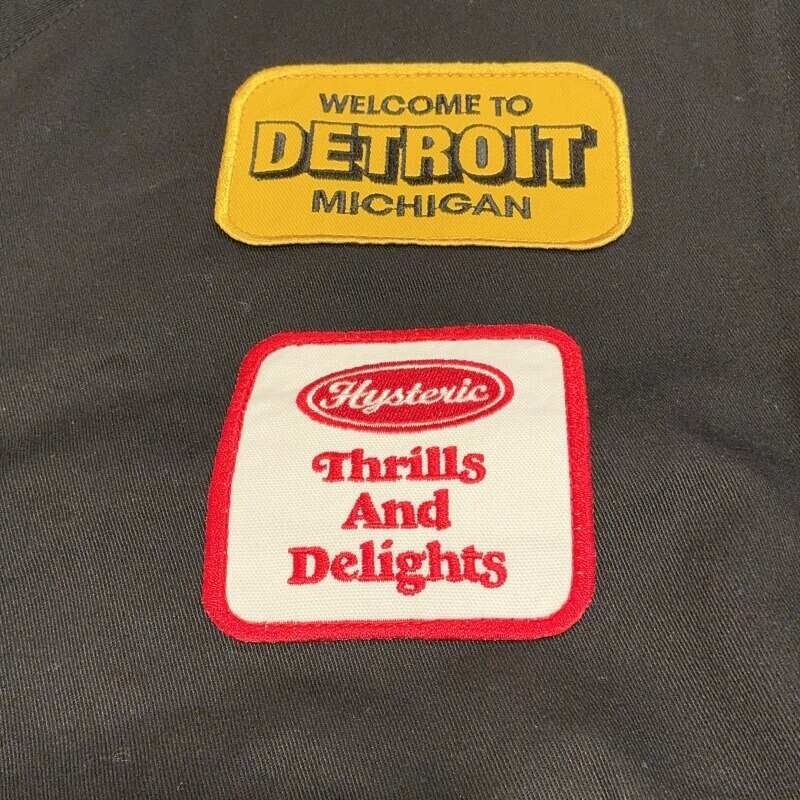 WELCOME TO
DETROIT
MICHIGAN
Hysteric
Thrills
And
Delights